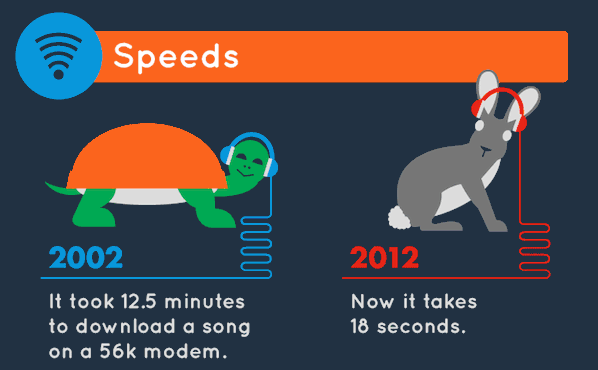 Speeds
2002
It took 12.5 minutes
to download a song
on a 56k modem.
2012
Now it takes
18 seconds.